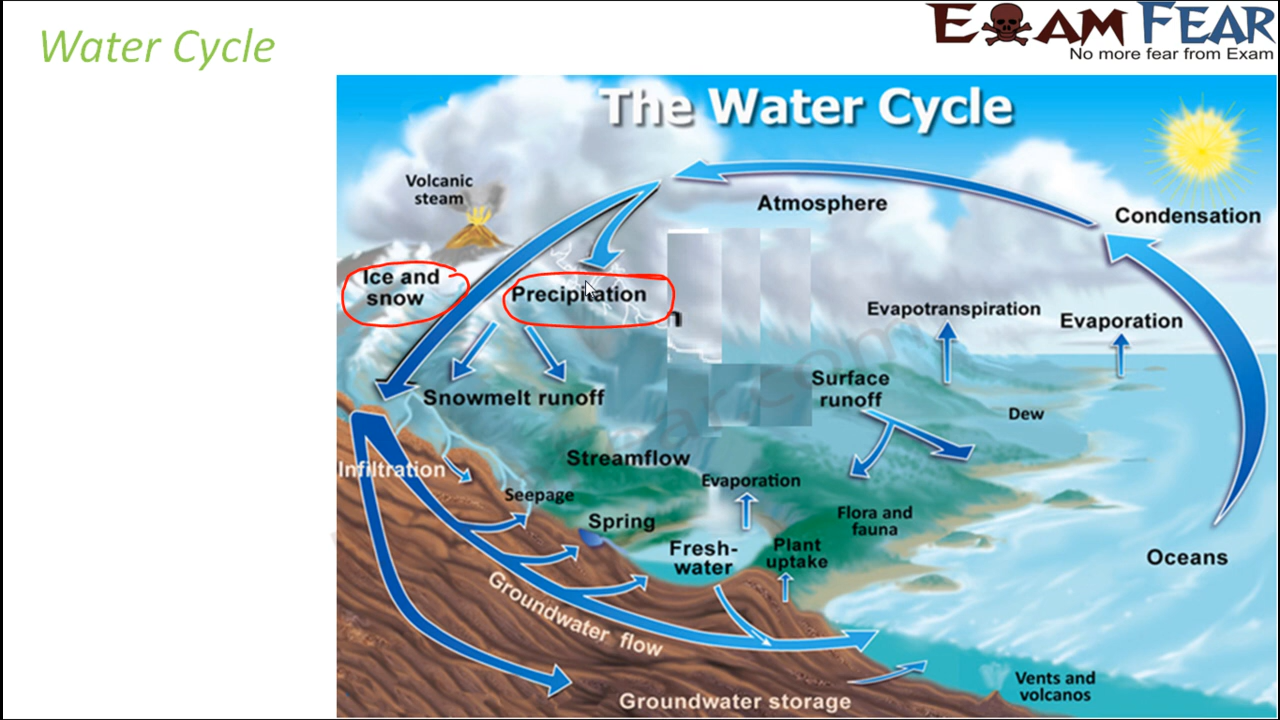 Water Cycle
EXAM FEAR
No more fear from Exam
The Water Cycle
Volcanic
steam
Atmosphere
Condensation
Ice and
snow
Precipitation
n
Evapotranspiration
Evaporation
Snowmelt runoff
Surface
runoff
Dew
Infiltration
Streamflow
Evaporation
Seepage
Spring
Flora and
fauna
Fresh-
water
Plant
uptake
Oceans
Groundwater flow
Groundwater storage
Vents and
volcanos